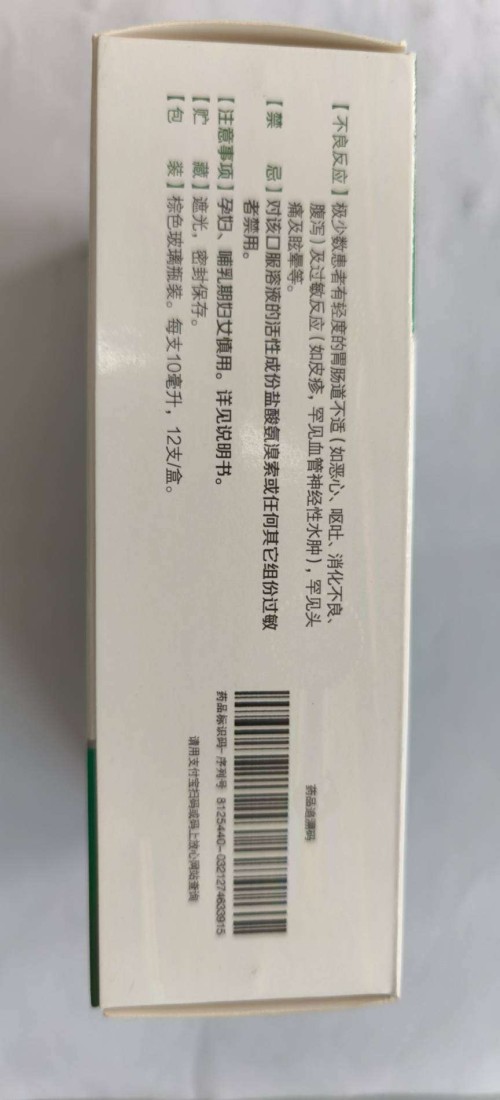 【不良反应】极少数患者有轻度的胃肠道不适（如恶心、呕吐、消化不良、
腹泻）及过敏反应（如皮疹，罕见血管神经性水肿），罕见头
痛及眩晕等。
【禁 忌】对该口服溶液的活性成份盐酸氨溴索或任何其它组份过敏
者禁用。
【注意事项】孕妇、哺乳期妇女慎用。详见说明书。
【贮 藏】遮光，密封保存。
【包 装】棕色玻璃瓶装。每支10毫升，12支/盒。
药品追溯码
药品标识码-序列号 8125440-0321274633915
请用支付宝扫码或码上放心网站查询